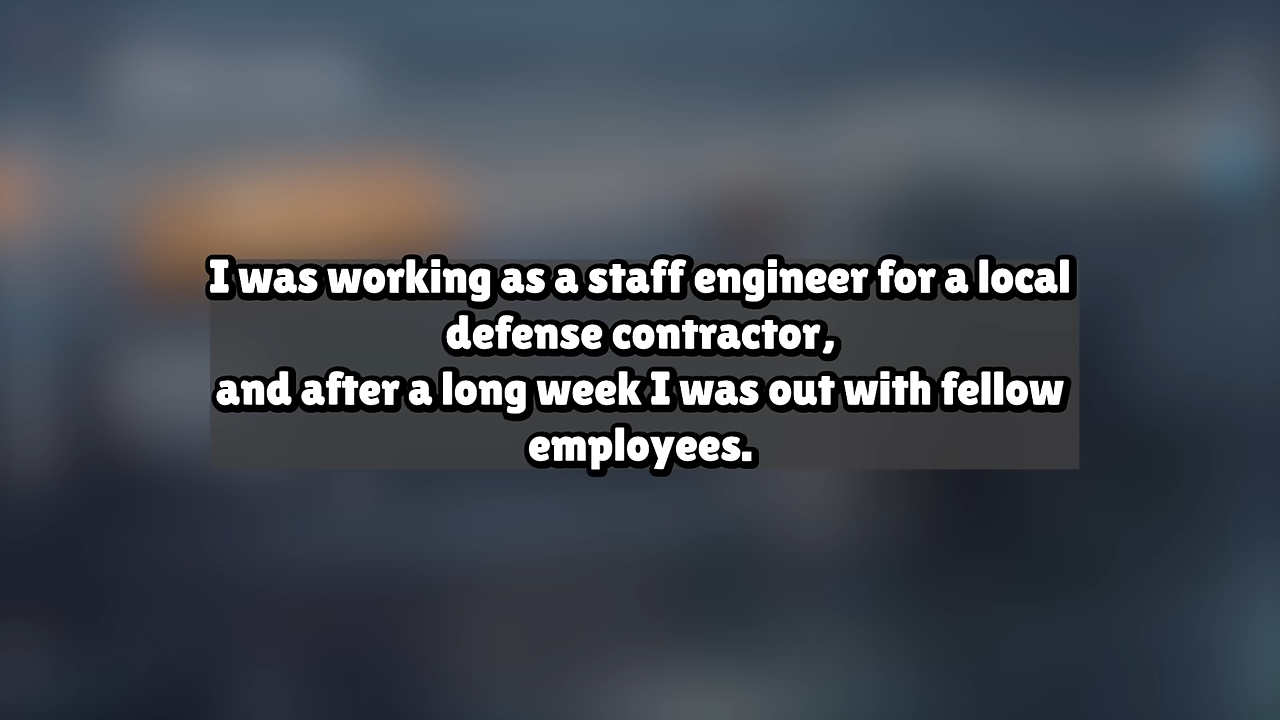 I was working as a staff engineer for a local
defense contractor,
and after a long week I was out with fellow
employees.